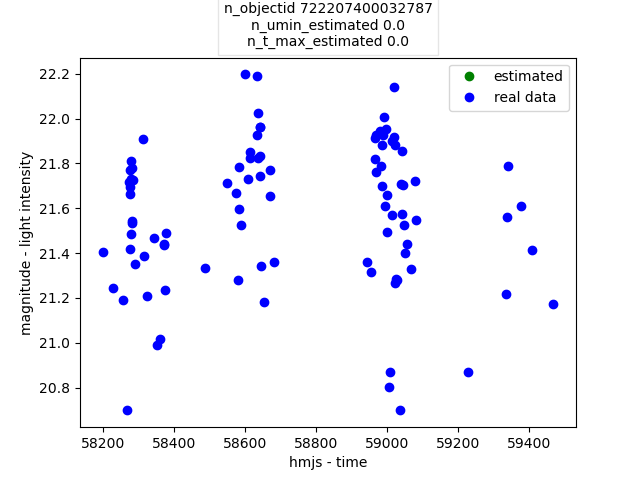 n_objectid 722207400032787
n_umin_estimated 0.0
n_t_max_estimated 0.0
estimated
real data
22.2
22.0
21.8
21.6
21.4
21.2
21.0
20.8
magnitude - light intensity
58200 58400 58600 58800 59000 59200 59400
hmjs - time